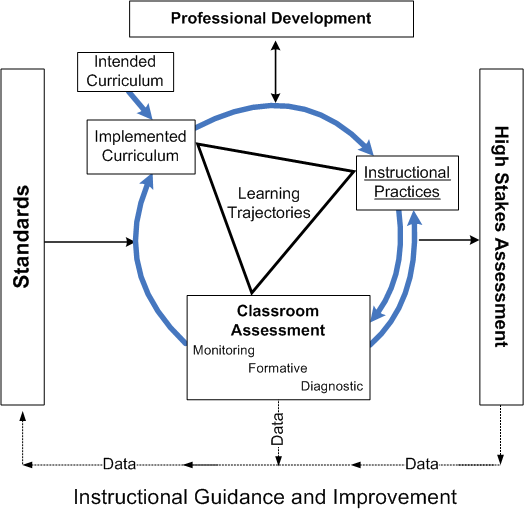 Professional Development
Intended
Curriculum
Implemented
Curriculum
Instructional
Practices
Learning
Trajectories
Standards
High Stakes Assessment
Classroom
Assessment
Monitoring
Formative
Diagnostic
Data
Data
Data
Instructional Guidance and Improvement